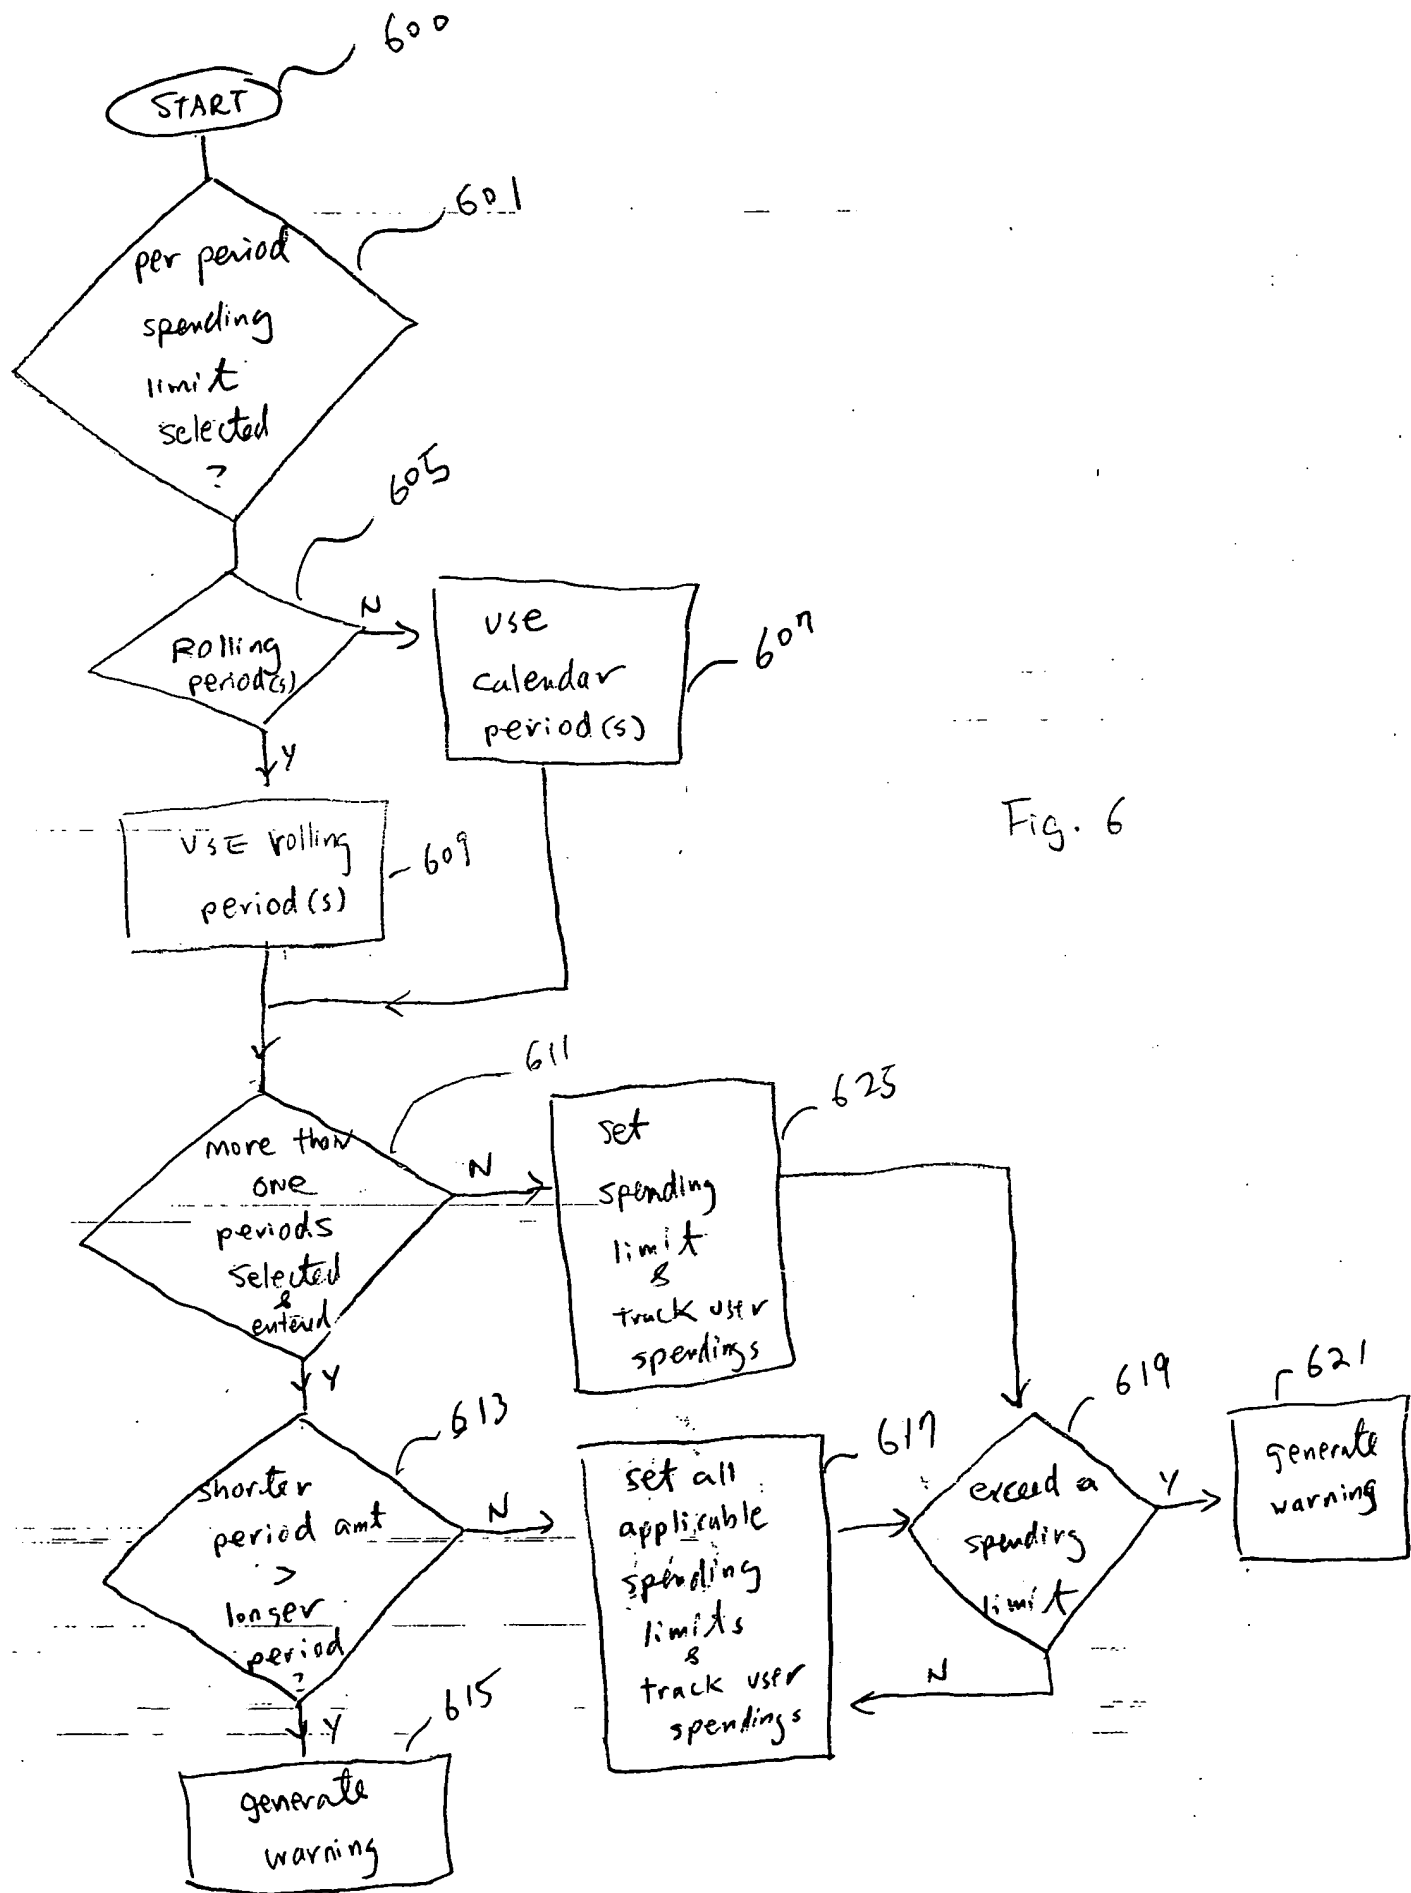 600
START
601
per period
spending
limit
selected
?
605
Rolling
period(s)
N
Y
use
calendar
period(s)
607
USE rolling
period(s)
609
Fig. 6
611
more than
one
periods
selected
&
entered
N
Y
set
spending
limit
&
track user
spendings
625
613
shorter
period amt
>
longer
period
?
N
Y
set all
applicable
spending
limits
&
track user
spendings
617
619
exceed a
spending
limit
Y
N
621
generate
warning
615
generate
warning